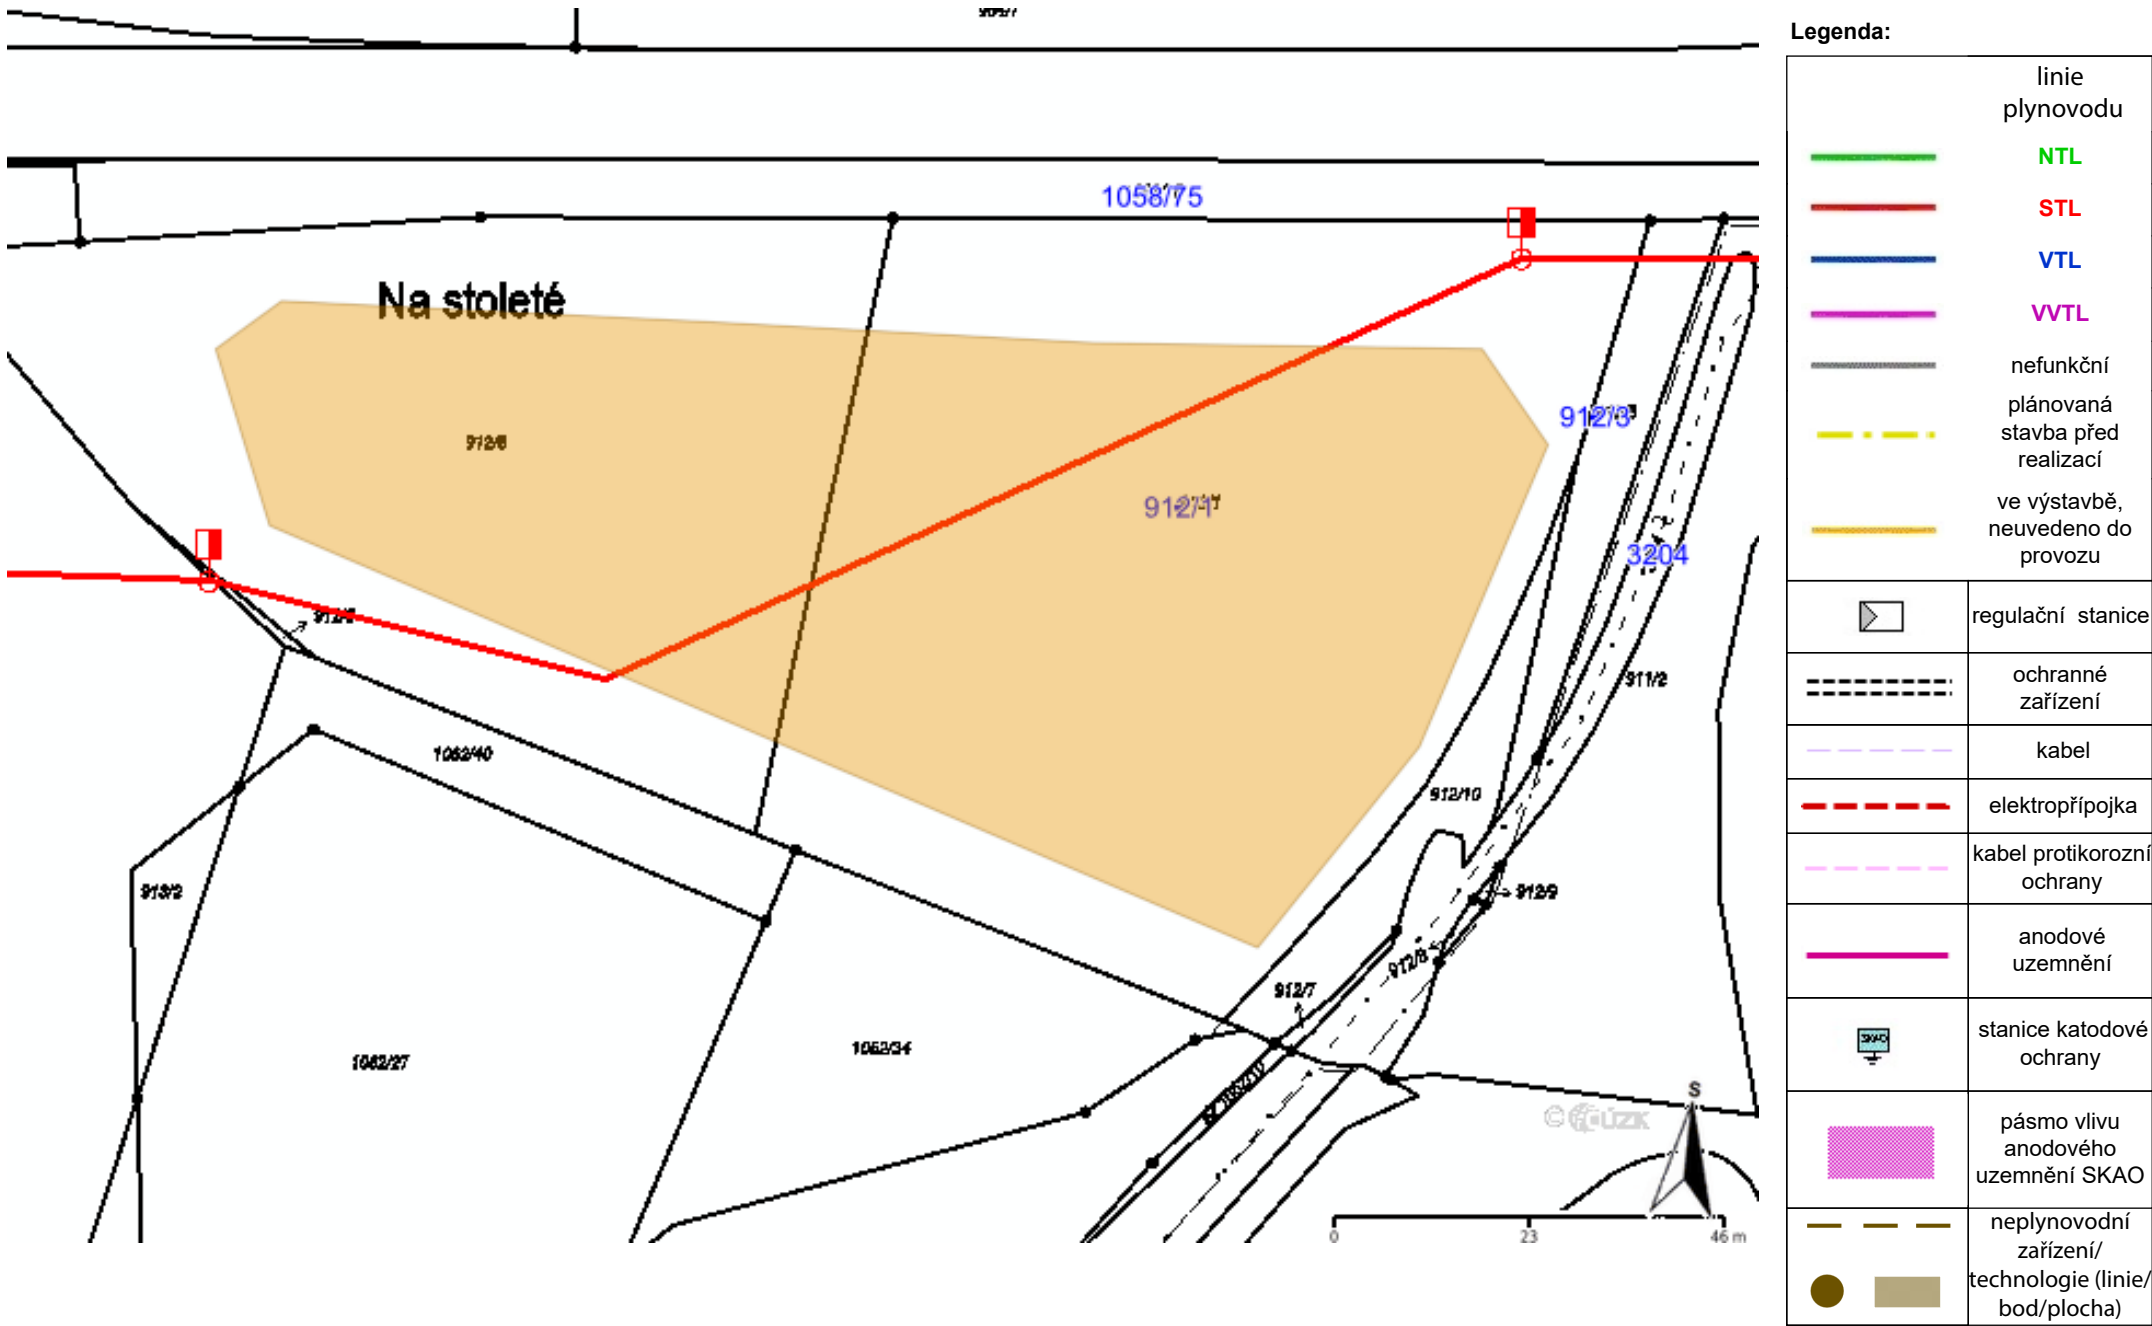 1058/75
Na stoleté
912/6
912/1
912/3
3204
911/2
1062/40
912/10
913/2
912/9
912/8
912/7
1062/27
1062/34
S
0 23 46 m
Legenda:
linie
plynovodu
NTL
STL
VTL
VVTL
nefunkční
plánovaná
stavba před
realizací
ve výstavbě,
neuvedeno do
provozu
regulační stanice
ochranné
zařízení
kabel
elektropřípojka
kabel protikorozní
ochrany
anodové
uzemnění
SKAO
stanice katodové
ochrany
pásmo vlivu
anodového
uzemnění SKAO
neplynovodní
zařízení/
technologie (linie/
bod/plocha)